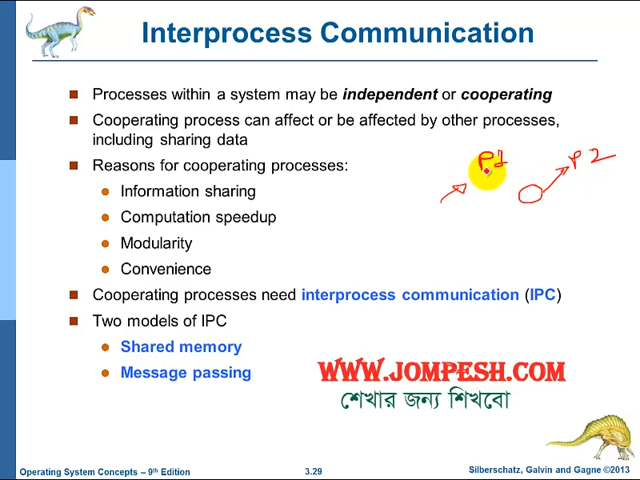 Interprocess Communication
Processes within a system may be independent or cooperating
Cooperating process can affect or be affected by other processes,
including sharing data
Reasons for cooperating processes:
P1
P2
Information sharing
Computation speedup
Modularity
Convenience
Cooperating processes need interprocess communication (IPC)
Two models of IPC
Shared memory
Message passing
WWW.JOMPESH.COM
শেখার জন্য শিখবো
Operating System Concepts – 9th Edition
3.29
Silberschatz, Galvin and Gagne ©2013